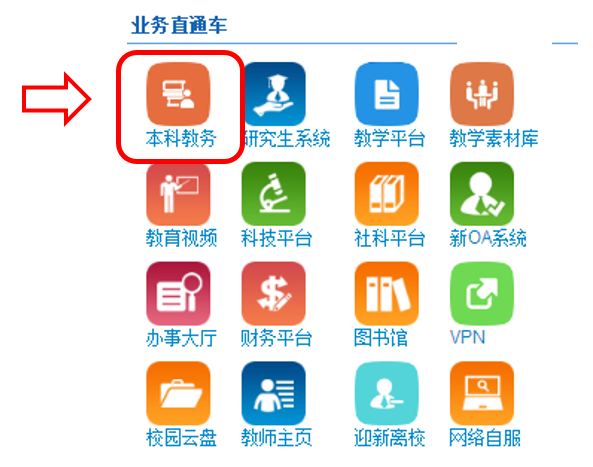 业务直通车
本科教务 研究生系统 教学平台 教学素材库
教育视频 科技平台 社科平台 新OA系统
办事大厅 财务平台 图书馆 VPN
校园云盘 教师主页 迎新离校 网络自服